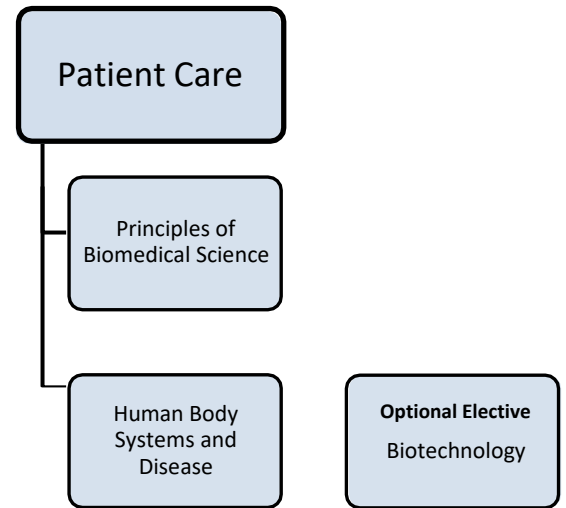 Patient Care
Principles of
Biomedical Science
Human Body
Systems and
Disease
Optional Elective
Biotechnology